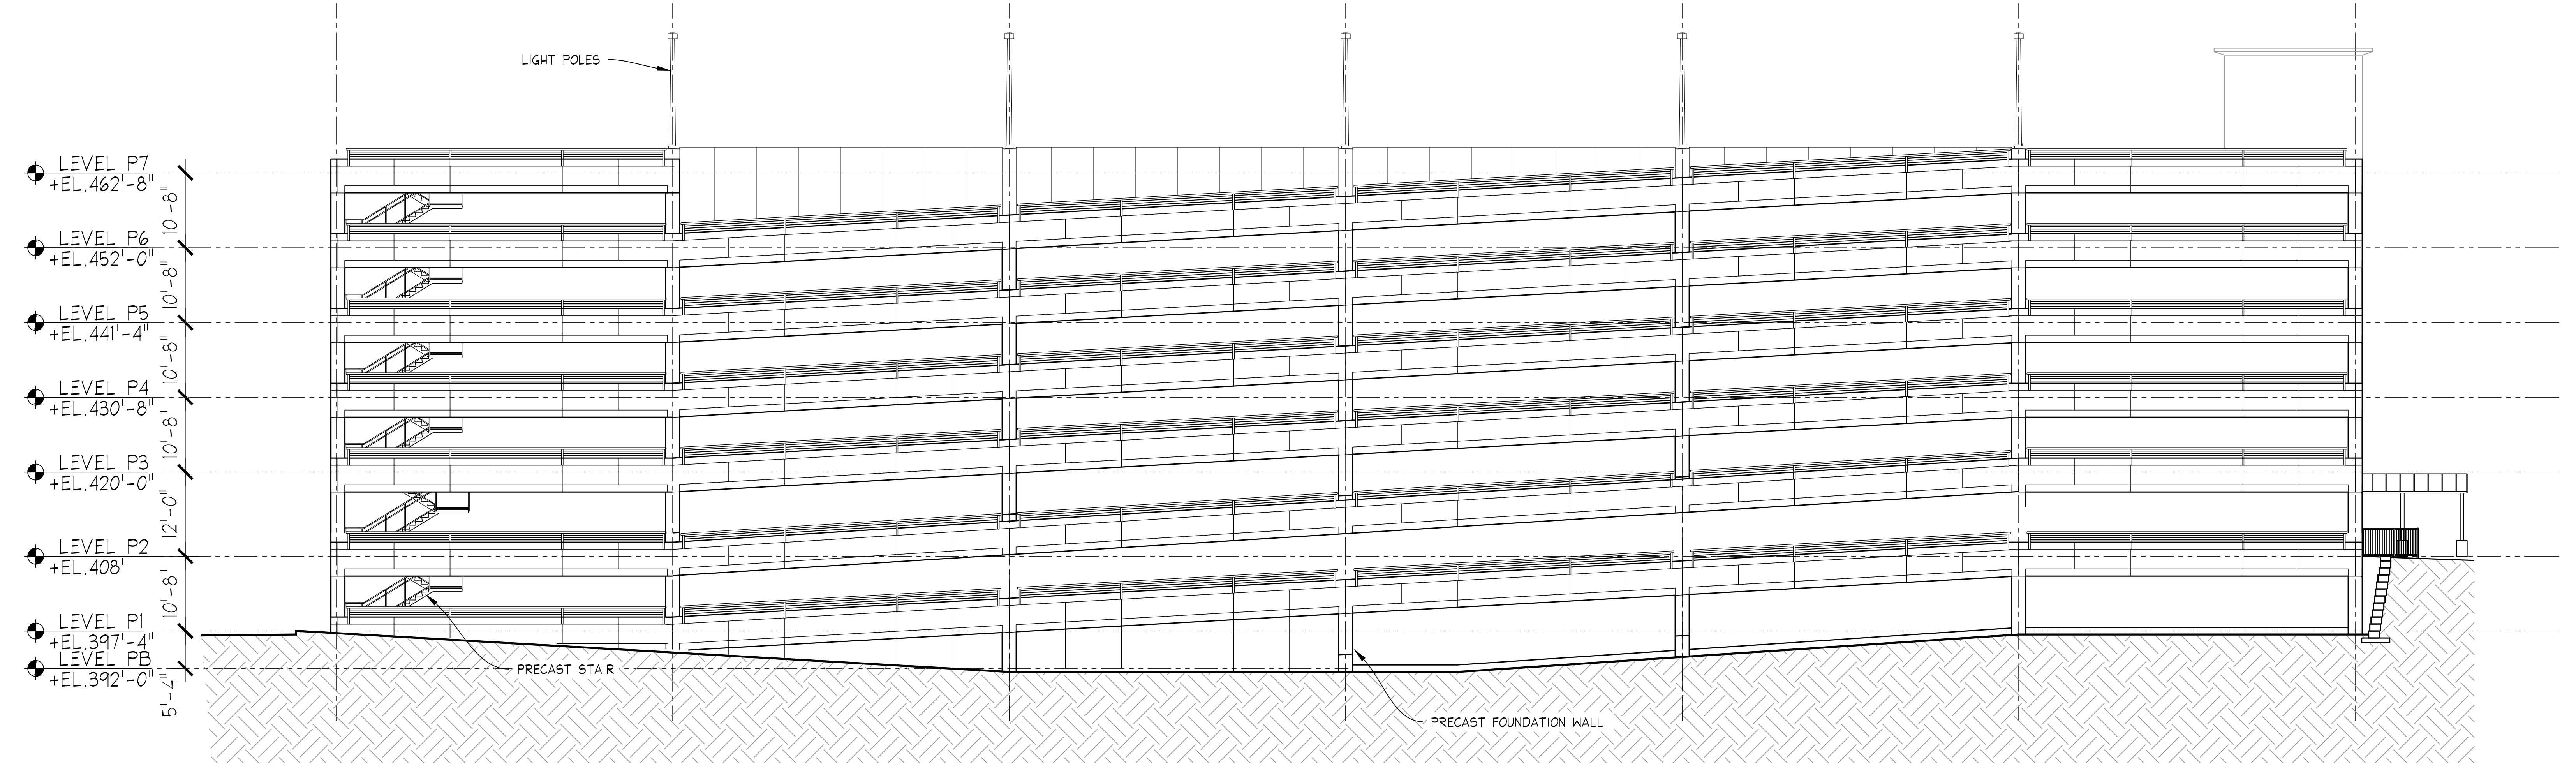 LIGHT POLES
LEVEL P7
+EL.462'-8"
10'-8"
LEVEL P6
+EL.452'-0"
10'-8"
LEVEL P5
+EL.441'-4"
10'-8"
LEVEL P4
+EL.430'-8"
10'-8"
LEVEL P3
+EL.420'-0"
12'-0"
LEVEL P2
+EL.408'
10'-8"
LEVEL P1
+EL.397'-4"
LEVEL PB
+EL.392'-0"
5'-4"
PRECAST STAIR
PRECAST FOUNDATION WALL